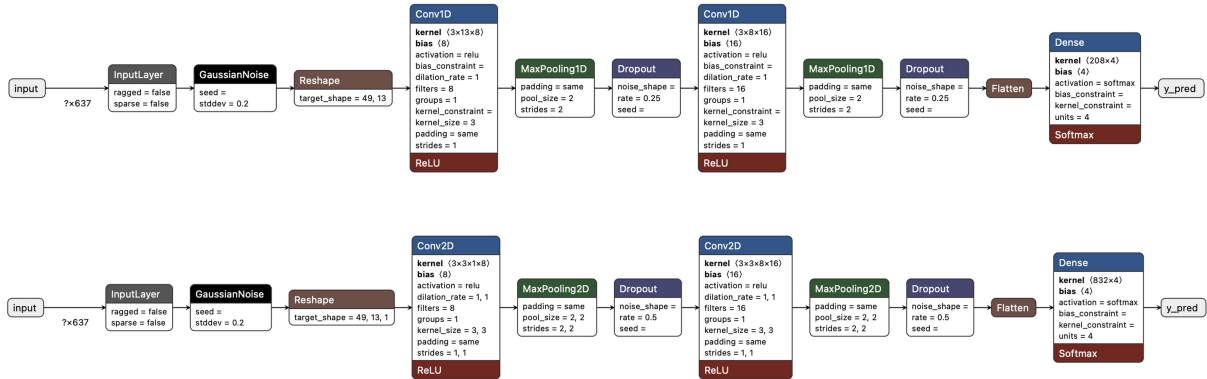 input
?×637
InputLayer
ragged = false
sparse = false
GaussianNoise
seed =
stddev = 0.2
Reshape
target_shape = 49, 13
Conv1D
kernel ⟨3×13×8⟩
bias ⟨8⟩
activation = relu
bias_constraint =
dilation_rate = 1
filters = 8
groups = 1
kernel_constraint =
kernel_size = 3
padding = same
strides = 1
ReLU
MaxPooling1D
padding = same
pool_size = 2
strides = 2
Dropout
noise_shape =
rate = 0.25
seed =
Conv1D
kernel ⟨3×8×16⟩
bias ⟨16⟩
activation = relu
bias_constraint =
dilation_rate = 1
filters = 16
groups = 1
kernel_constraint =
kernel_size = 3
padding = same
strides = 1
ReLU
MaxPooling1D
padding = same
pool_size = 2
strides = 2
Dropout
noise_shape =
rate = 0.25
seed =
Flatten
Dense
kernel ⟨208×4⟩
bias ⟨4⟩
activation = softmax
bias_constraint =
kernel_constraint =
units = 4
Softmax
y_pred
input
?×637
InputLayer
ragged = false
sparse = false
GaussianNoise
seed =
stddev = 0.2
Reshape
target_shape = 49, 13, 1
Conv2D
kernel ⟨3×3×1×8⟩
bias ⟨8⟩
activation = relu
dilation_rate = 1, 1
filters = 8
groups = 1
kernel_size = 3, 3
padding = same
strides = 1, 1
ReLU
MaxPooling2D
padding = same
pool_size = 2, 2
strides = 2, 2
Dropout
noise_shape =
rate = 0.5
seed =
Conv2D
kernel ⟨3×3×8×16⟩
bias ⟨16⟩
activation = relu
dilation_rate = 1, 1
filters = 16
groups = 1
kernel_size = 3, 3
padding = same
strides = 1, 1
ReLU
MaxPooling2D
padding = same
pool_size = 2, 2
strides = 2, 2
Dropout
noise_shape =
rate = 0.5
seed =
Flatten
Dense
kernel ⟨832×4⟩
bias ⟨4⟩
activation = softmax
bias_constraint =
kernel_constraint =
units = 4
Softmax
y_pred